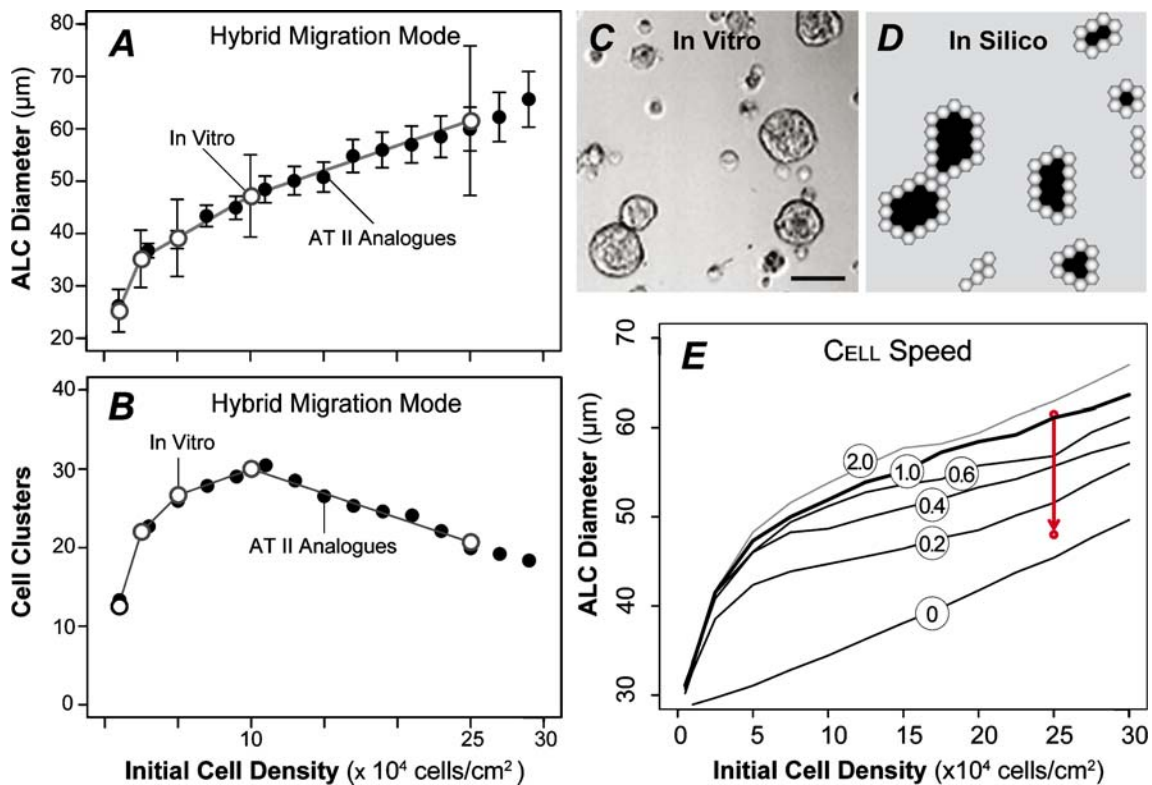 A
Hybrid Migration Mode
80
70
60
50
40
30
20
ALC Diameter (µm)
In Vitro
AT II Analogues
B
Hybrid Migration Mode
40
30
20
10
0
Cell Clusters
In Vitro
AT II Analogues
10
25
30
Initial Cell Density (x 10⁴ cells/cm²)
C In Vitro
D In Silico
E
CELL Speed
70
60
50
40
30
ALC Diameter (µm)
2.0
1.0
0.6
0.4
0.2
0
0 5 10 15 20 25 30
Initial Cell Density (x10⁴ cells/cm²)